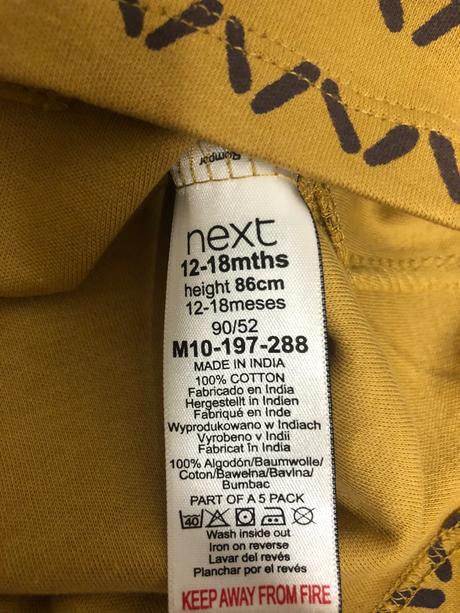 Romper
next
12-18mths
height 86cm
12-18meses
90/52
M10-197-288
MADE IN INDIA
100% COTTON
Fabricado en India
Hergestellt in Indien
Fabriqué en Inde
Wyprodukowano w Indiach
Vyrobeno v Indii
Fabricat în India
100% Algodón/Baumwolle/
Coton/Bawełna/Bavlna/
Bumbac
PART OF A 5 PACK
40
Wash inside out
Iron on reverse
Lavar del revés
Planchar por el revés
KEEP AWAY FROM FIRE